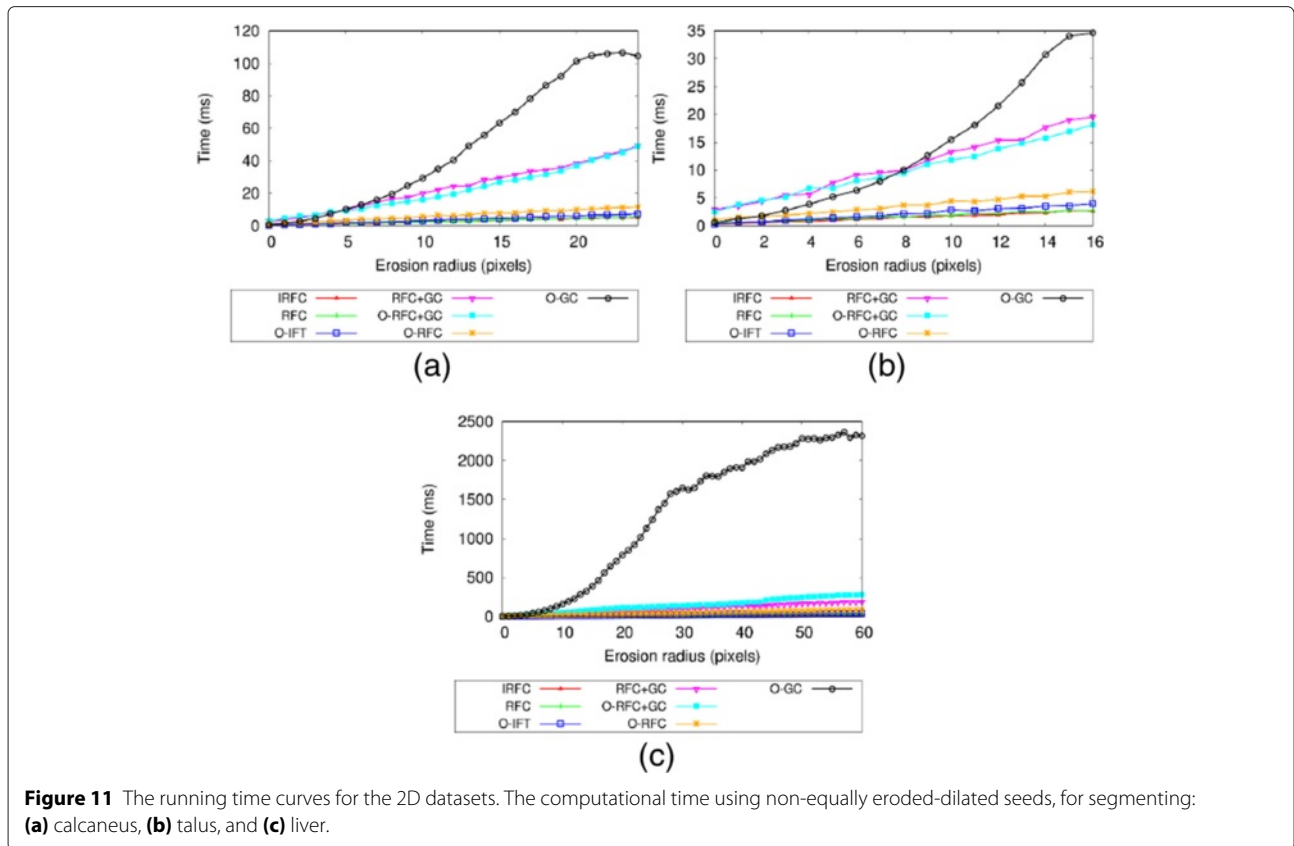 120
100
80
60
40
20
0
Time (ms)
0 5 10 15 20
Erosion radius (pixels)
IRFC RFC+GC O-GC
RFC O-RFC+GC
O-IFT O-RFC
(a)
35
30
25
20
15
10
5
0
Time (ms)
0 2 4 6 8 10 12 14 16
Erosion radius (pixels)
IRFC RFC+GC O-GC
RFC O-RFC+GC
O-IFT O-RFC
(b)
2500
2000
1500
1000
500
0
Time (ms)
0 10 20 30 40 50 60
Erosion radius (pixels)
IRFC RFC+GC O-GC
RFC O-RFC+GC
O-IFT O-RFC
(c)
Figure 11 The running time curves for the 2D datasets. The computational time using non-equally eroded-dilated seeds, for segmenting:
(a) calcaneus, (b) talus, and (c) liver.